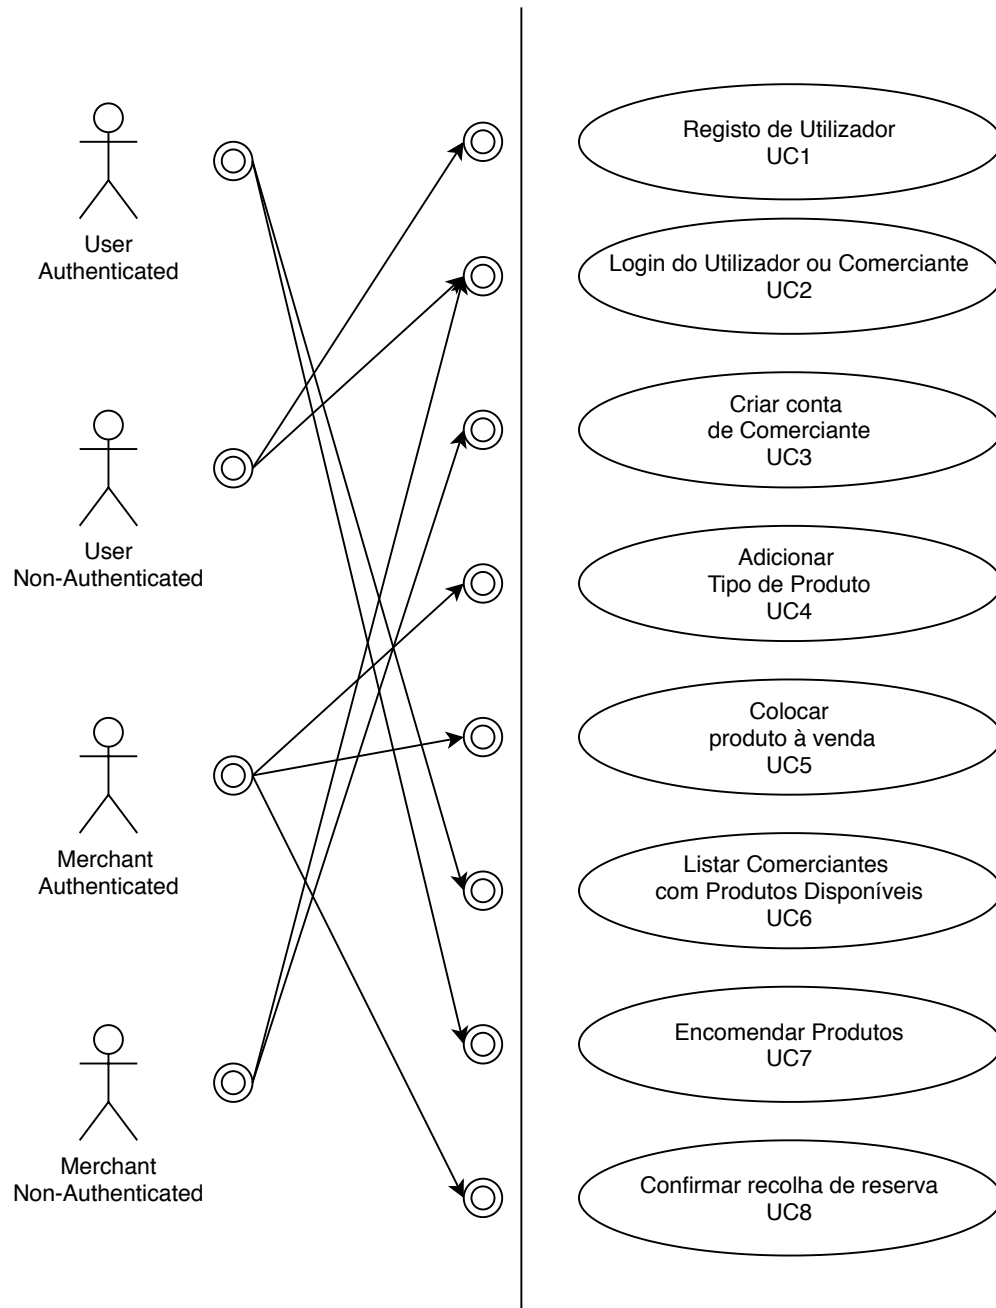 User
Authenticated
User
Non-Authenticated
Merchant
Authenticated
Merchant
Non-Authenticated
Registo de Utilizador
UC1
Login do Utilizador ou Comerciante
UC2
Criar conta
de Comerciante
UC3
Adicionar
Tipo de Produto
UC4
Colocar
produto à venda
UC5
Listar Comerciantes
com Produtos Disponíveis
UC6
Encomendar Produtos
UC7
Confirmar recolha de reserva
UC8